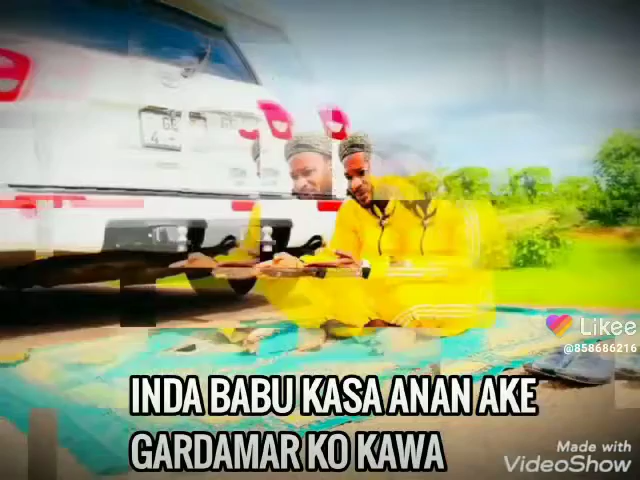 Likee
@858686216
INDA BABU KASA ANAN AKE
GARDAMAR KO KAWA
Made with
VideoShow